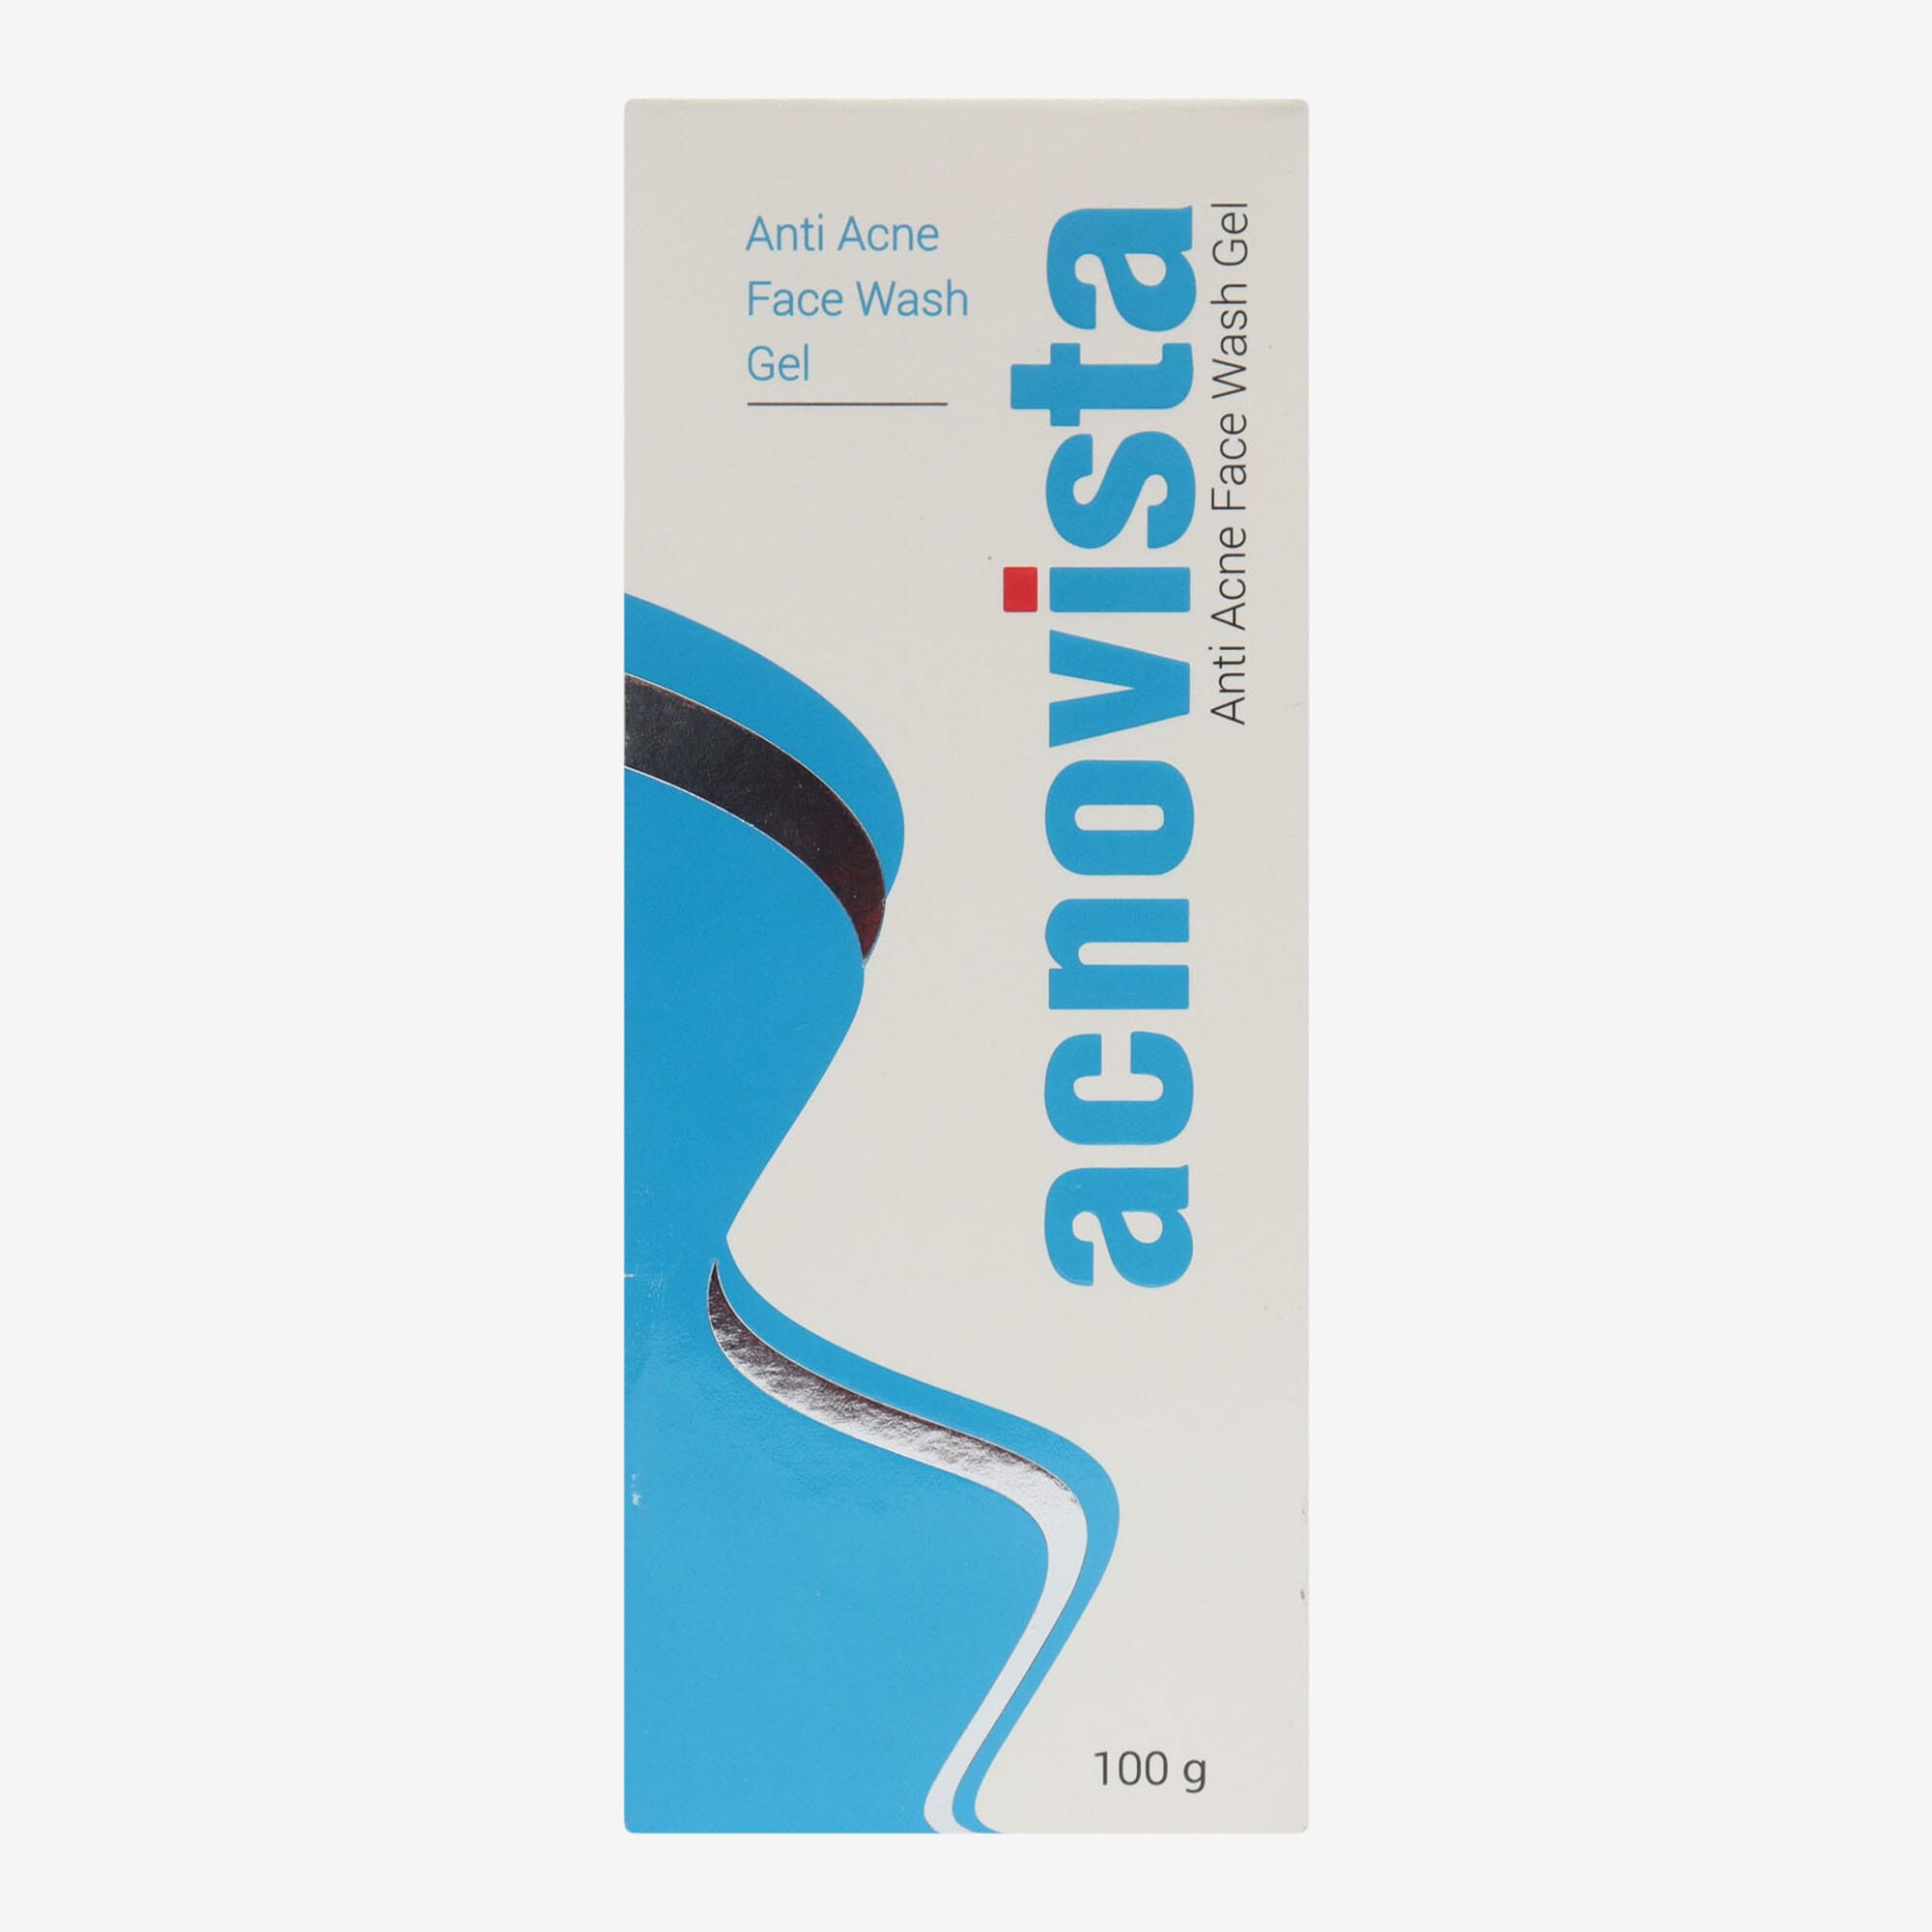 Anti Acne
Face Wash
Gel
acnovista
Anti Acne Face Wash Gel
100 g